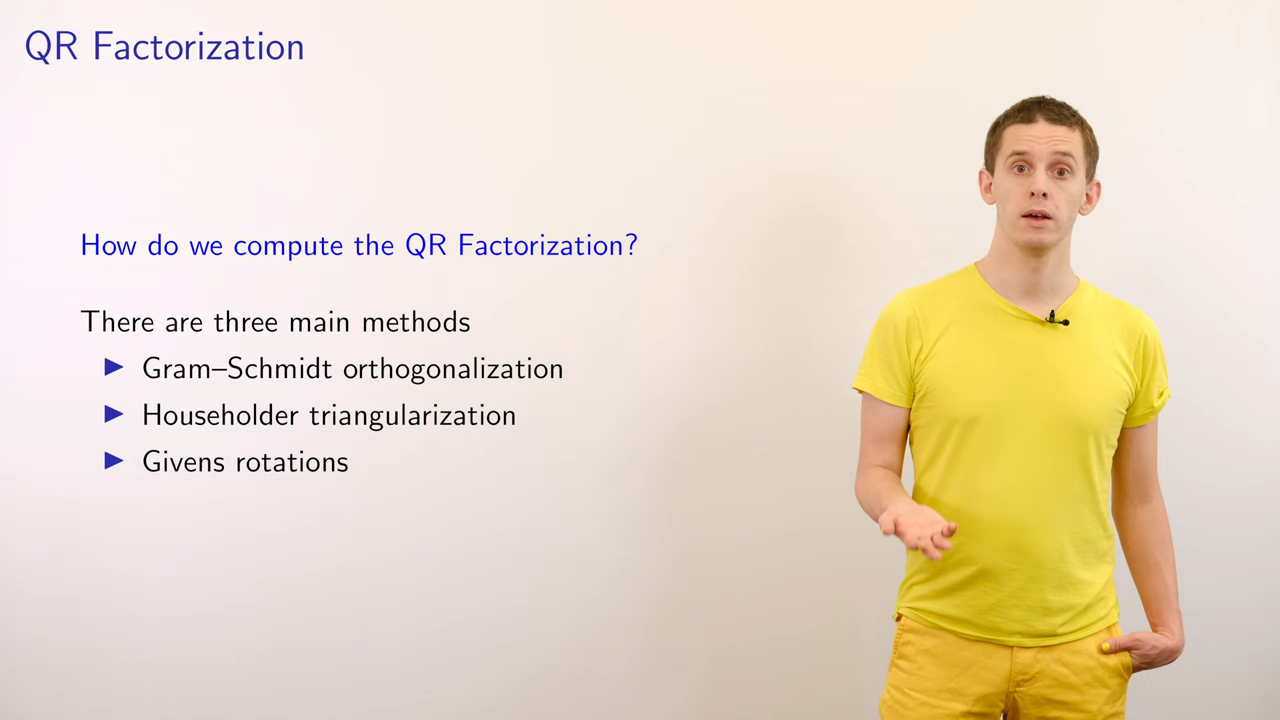 QR Factorization
How do we compute the QR Factorization?
There are three main methods
▶ Gram–Schmidt orthogonalization
▶ Householder triangularization
▶ Givens rotations